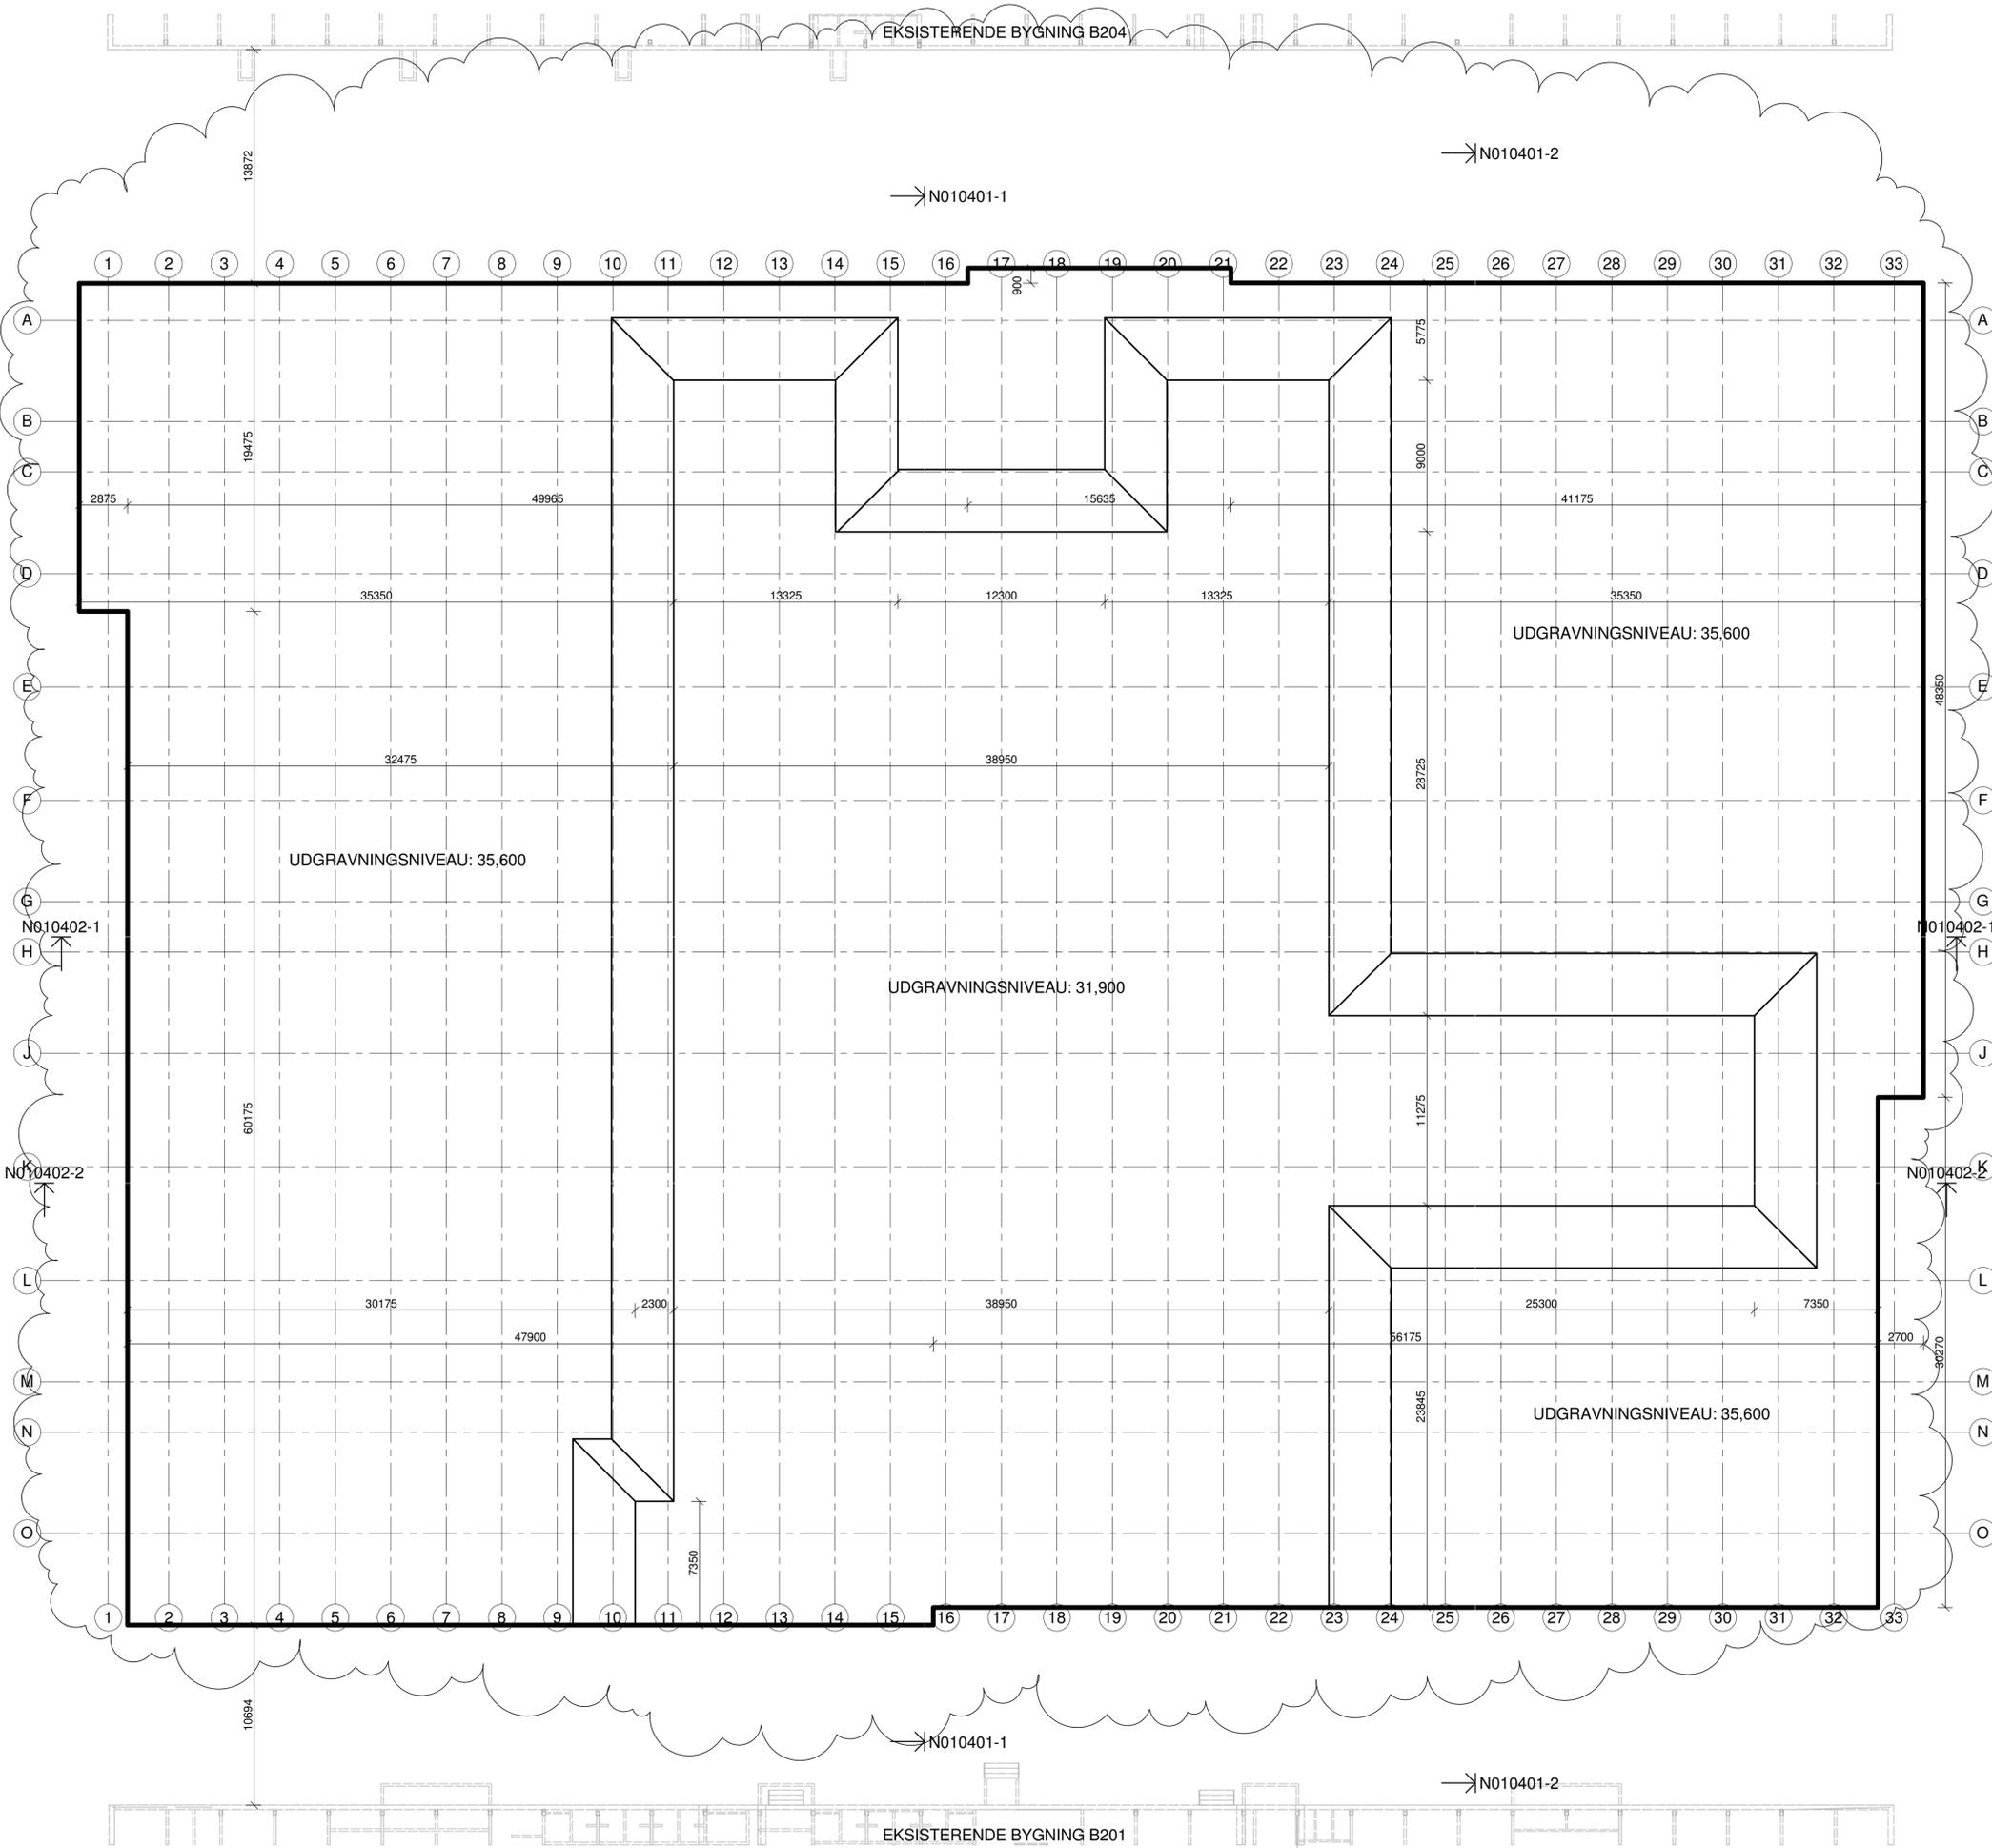 EKSISTERENDE BYGNING B204
13872
N010401-2
N010401-1
1 2 3 4 5 6 7 8 9 10 11 12 13 14 15 16 17 18 19 20 21 22 23 24 25 26 27 28 29 30 31 32 33
900
A A
5775
B B
19475
9000
C C
2875 49965 15635 41175
D D
35350 13325 12300 13325 35350
UDGRAVNINGSNIVEAU: 35,600
E E
48350
32475 38950
28725
F F
UDGRAVNINGSNIVEAU: 35,600
G G
N010402-1 N010402-1
H H
UDGRAVNINGSNIVEAU: 31,900
J J
60175
11275
K K
N010402-2 N010402-2
L L
30175 2300 38950 25300 7350
47900 56175 2700
30270
M M
23845
UDGRAVNINGSNIVEAU: 35,600
N N
O O
7350
1 2 3 4 5 6 7 8 9 10 11 12 13 14 15 16 17 18 19 20 21 22 23 24 25 26 27 28 29 30 31 32 33
10694
N010401-1
N010401-2
EKSISTERENDE BYGNING B201